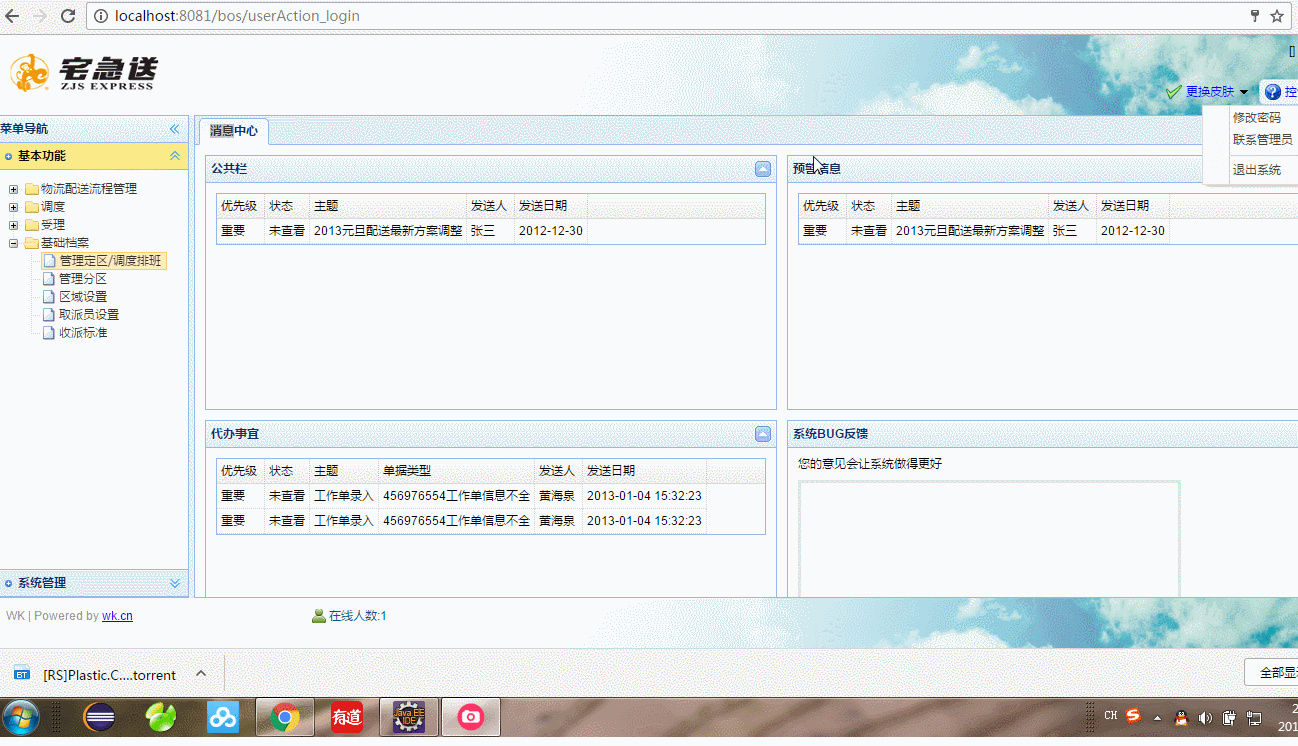 localhost:8081/bos/userAction_login
宅急送
ZJS EXPRESS
更换皮肤
修改密码
联系管理员
退出系统
菜单导航
基本功能
物流配送流程管理
调度
受理
基础档案
管理定区/调度排班
管理分区
区域设置
取派员设置
收派标准
系统管理
消息中心
公共栏
优先级 状态 主题 发送人 发送日期
重要 未查看 2013元旦配送最新方案调整 张三 2012-12-30
预警信息
优先级 状态 主题 发送人 发送日期
重要 未查看 2013元旦配送最新方案调整 张三 2012-12-30
代办事宜
优先级 状态 主题 单据类型 发送人 发送日期
重要 未查看 工作单录入 456976554工作单信息不全 黄海泉 2013-01-04 15:32:23
重要 未查看 工作单录入 456976554工作单信息不全 黄海泉 2013-01-04 15:32:23
系统BUG反馈
您的意见会让系统做得更好
WK | Powered by wk.cn
在线人数:1
BT
[RS]Plastic.C....torrent
全部显
有道
Java EE
IDE
CH